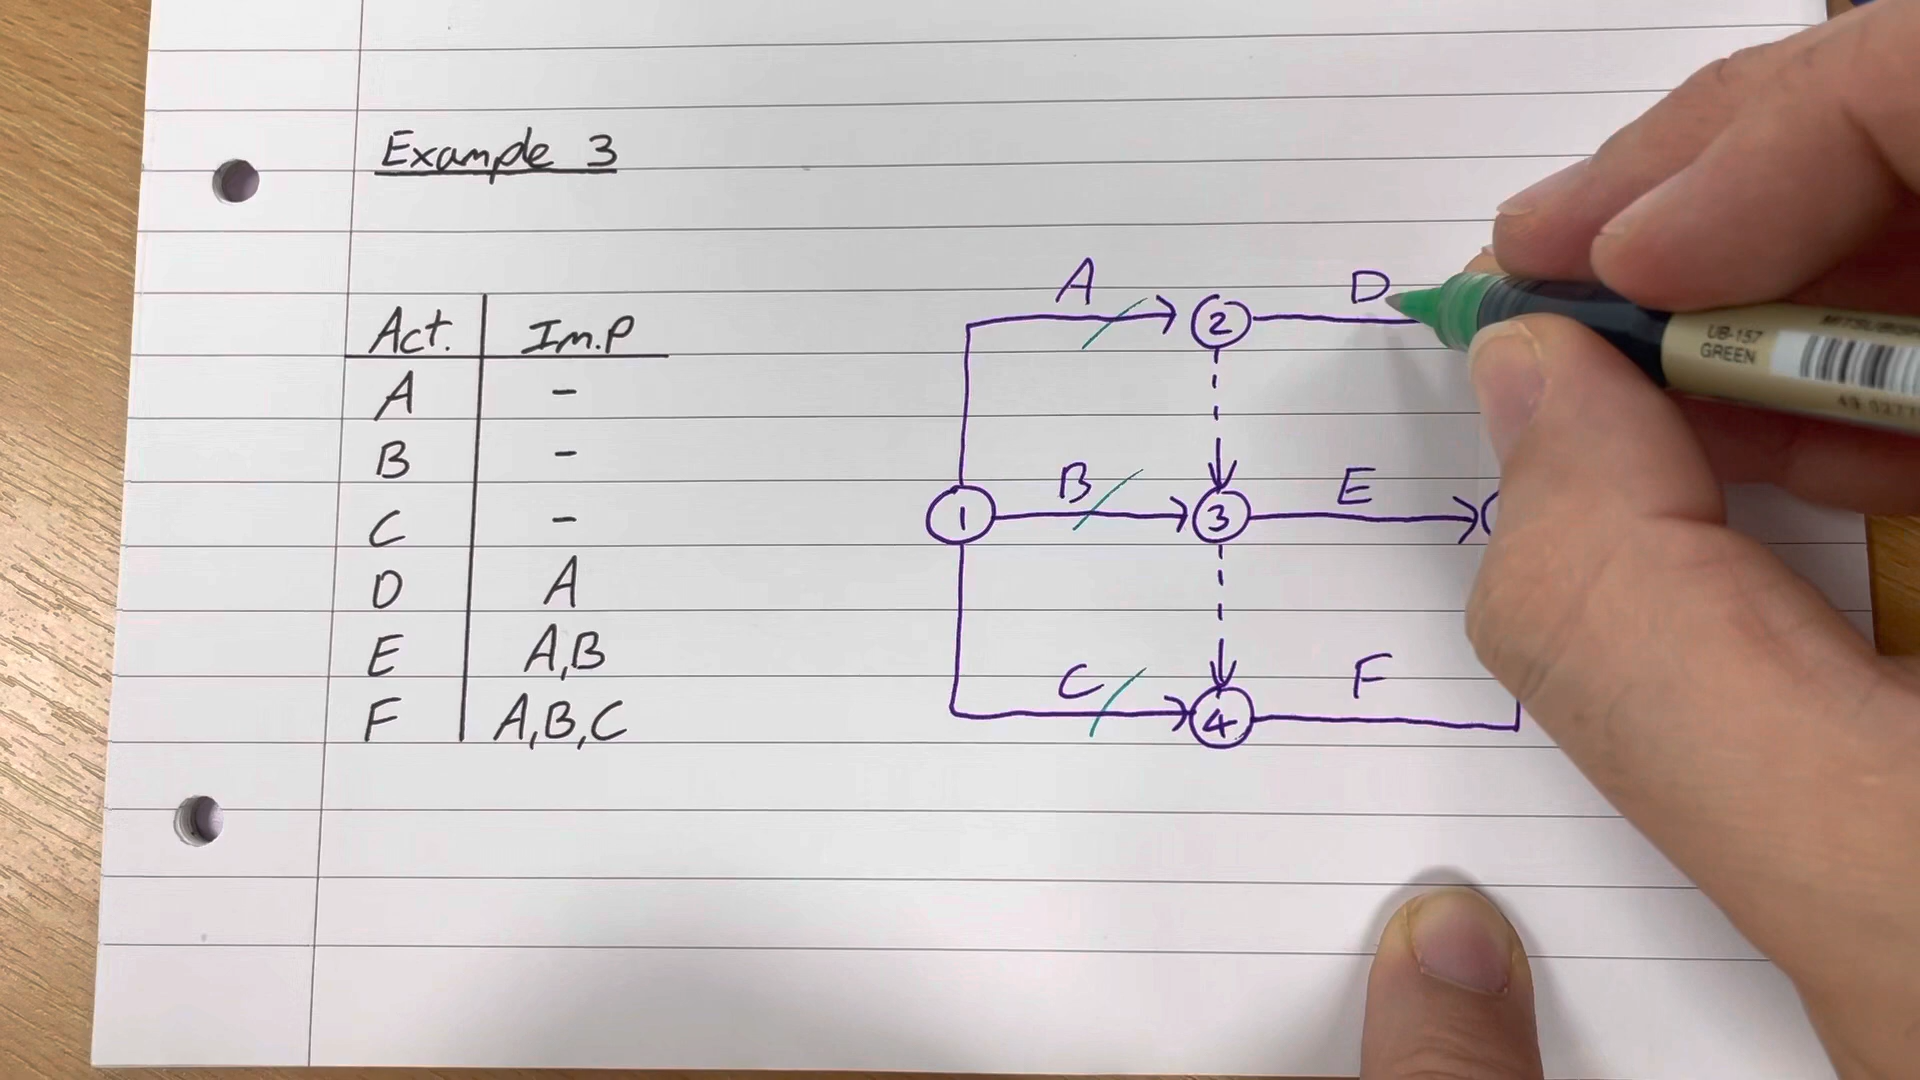 Example 3
Act. Im.P
A -
B -
C -
D A
E A,B
F A,B,C
A
D
2
B
E
1
3
C
F
4
UB-157
GREEN